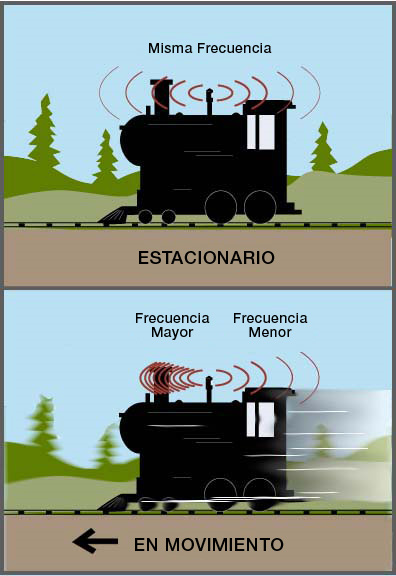 Misma Frecuencia
ESTACIONARIO
Frecuencia
Mayor
Frecuencia
Menor
EN MOVIMIENTO